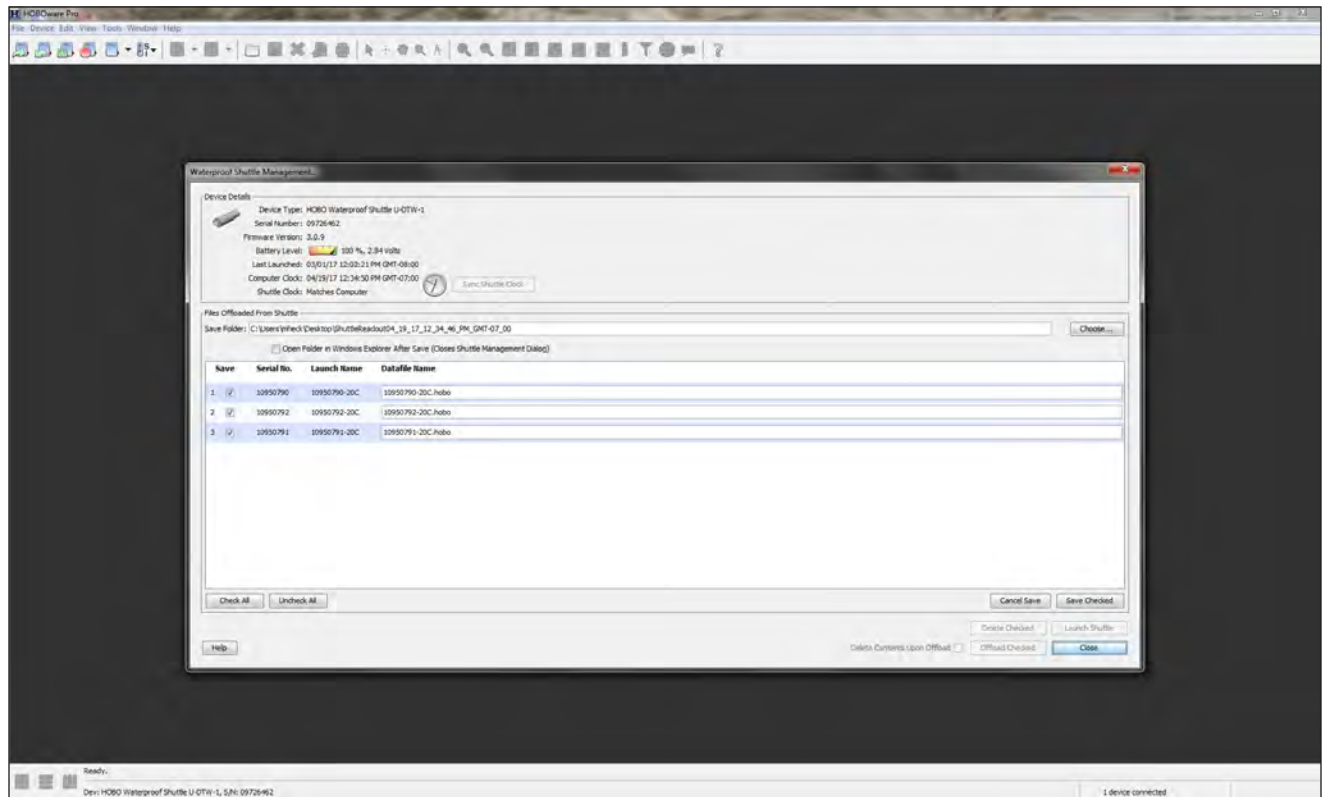 HOBOware Pro
File Device Edit View Tools Window Help
Waterproof Shuttle Management...
Device Details
Device Type: HOBO Waterproof Shuttle U-DTW-1
Serial Number: 09726462
Firmware Version: 3.0.9
Battery Level: 100 %, 2.84 volts
Last Launched: 03/01/17 12:02:21 PM GMT-08:00
Computer Clock: 04/19/17 12:34:50 PM GMT-07:00
Sync Shuttle Clock
Shuttle Clock: Matches Computer
Files Offloaded From Shuttle
Save Folder: C:\Users\mheck\Desktop\ShuttleReadout04_19_17_12_34_46_PM_GMT-07_00 Choose...
Open Folder in Windows Explorer After Save (Closes Shuttle Management Dialog)
Save Serial No. Launch Name Datafile Name
1 10950790 10950790-20C 10950790-20C.hobo
2 10950792 10950792-20C 10950792-20C.hobo
3 10950791 10950791-20C 10950791-20C.hobo
Check All Uncheck All Cancel Save Save Checked
Delete Checked Launch Shuttle
Help Delete Contents Upon Offload Offload Checked Close
Ready.
Dev: HOBO Waterproof Shuttle U-DTW-1, S/N: 09726462 1 device connected